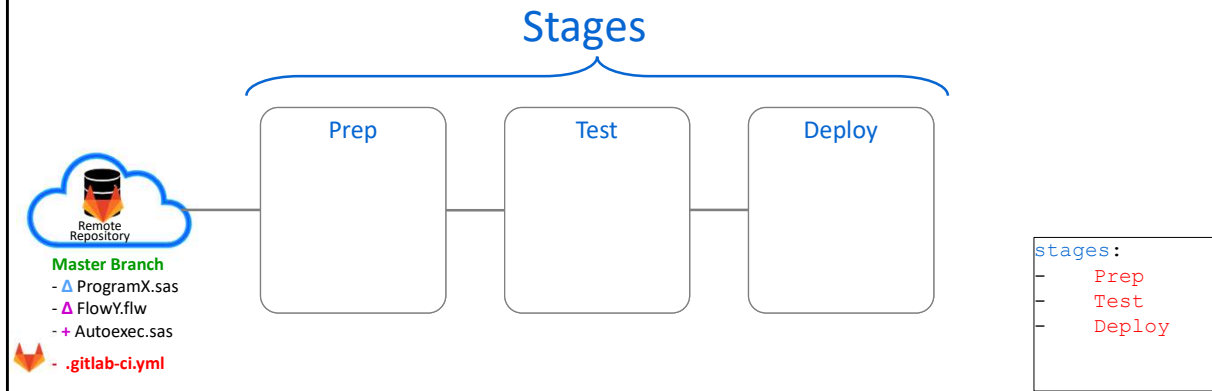 Stages
Prep
Test
Deploy
Remote
Repository
Master Branch
- Δ ProgramX.sas
- Δ FlowY.flw
- + Autoexec.sas
- .gitlab-ci.yml
stages:
- Prep
- Test
- Deploy